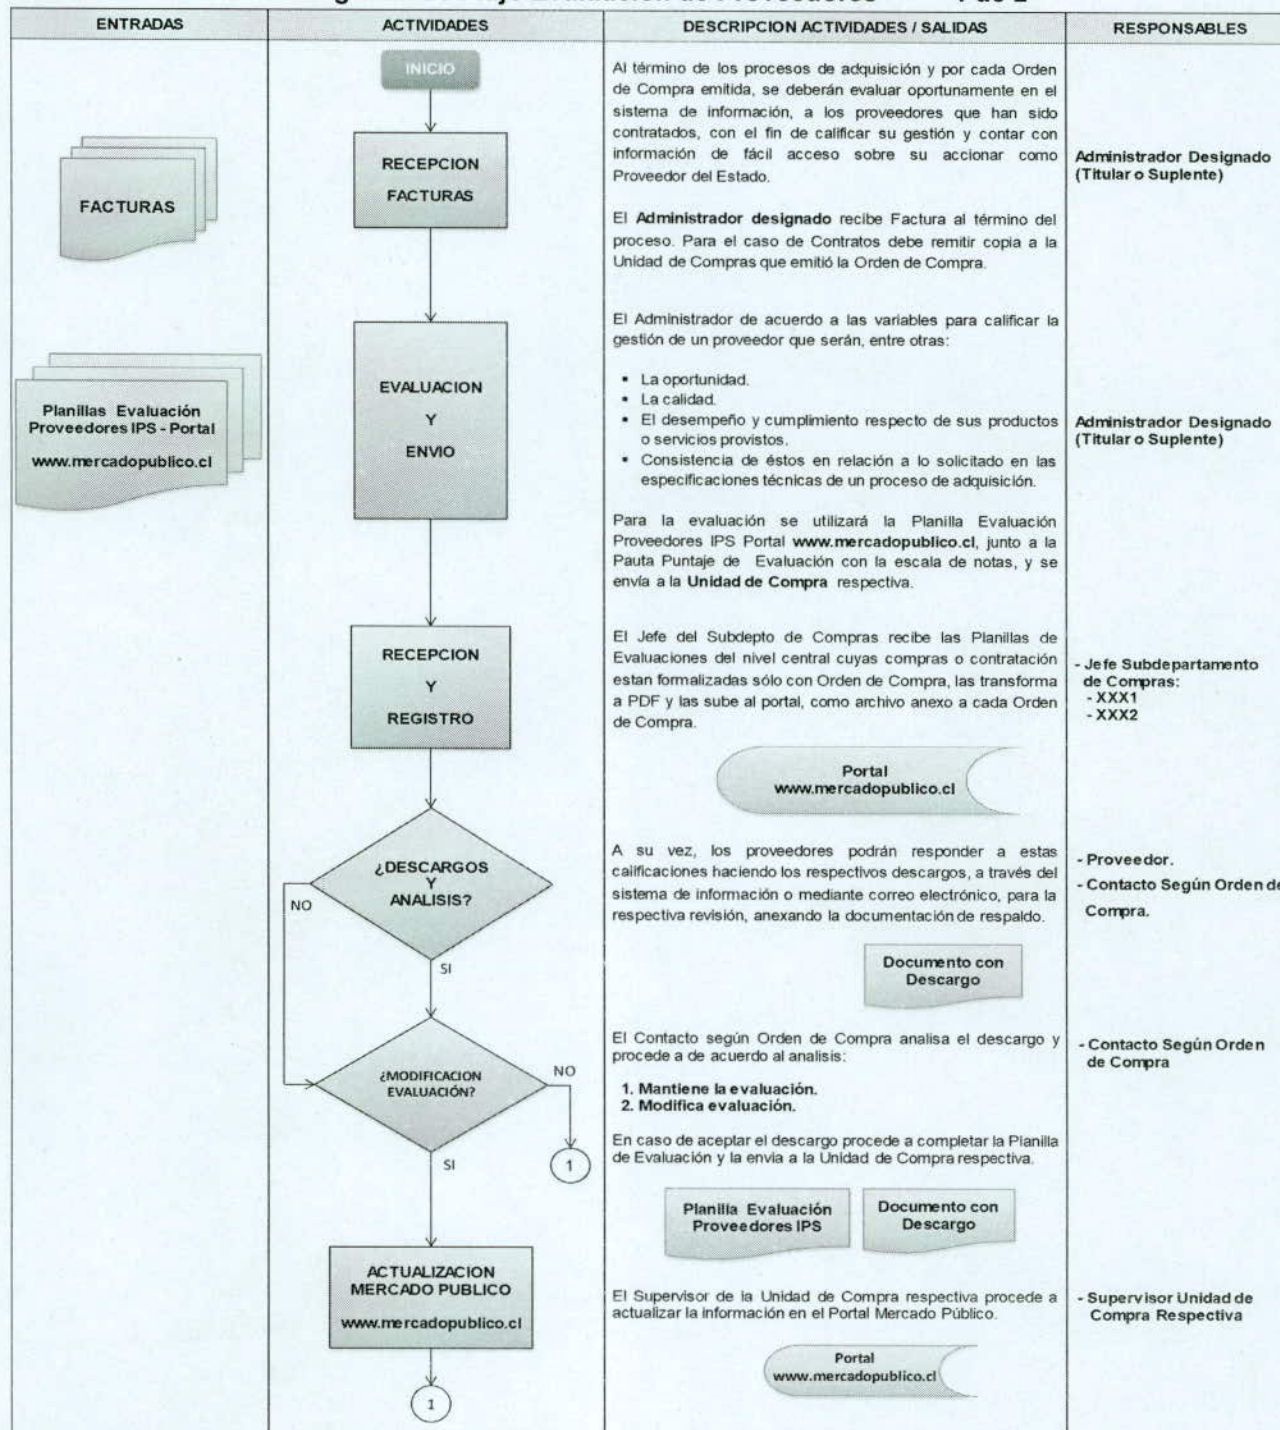 ENTRADAS
ACTIVIDADES
DESCRIPCION ACTIVIDADES / SALIDAS
RESPONSABLES
INICIO
Al término de los procesos de adquisición y por cada Orden
de Compra emitida, se deberán evaluar oportunamente en el
sistema de información, a los proveedores que han sido
contratados, con el fin de calificar su gestión y contar con
información de fácil acceso sobre su accionar como
Proveedor del Estado.
FACTURAS
RECEPCION
FACTURAS
Administrador Designado
(Titular o Suplente)
El Administrador designado recibe Factura al término del
proceso. Para el caso de Contratos debe remitir copia a la
Unidad de Compras que emitió la Orden de Compra.
Planillas Evaluación
Proveedores IPS - Portal
www.mercadopublico.cl
EVALUACION
Y
ENVIO
El Administrador de acuerdo a las variables para calificar la
gestión de un proveedor que serán, entre otras:
▪ La oportunidad.
▪ La calidad.
▪ El desempeño y cumplimiento respecto de sus productos
o servicios provistos.
▪ Consistencia de éstos en relación a lo solicitado en las
especificaciones técnicas de un proceso de adquisición.
Administrador Designado
(Titular o Suplente)
Para la evaluación se utilizará la Planilla Evaluación
Proveedores IPS Portal www.mercadopublico.cl, junto a la
Pauta Puntaje de Evaluación con la escala de notas, y se
envía a la Unidad de Compra respectiva.
RECEPCION
Y
REGISTRO
El Jefe del Subdepto de Compras recibe las Planillas de
Evaluaciones del nivel central cuyas compras o contratación
estan formalizadas sólo con Orden de Compra, las transforma
a PDF y las sube al portal, como archivo anexo a cada Orden
de Compra.
- Jefe Subdepartamento
de Compras:
- XXX1
- XXX2
Portal
www.mercadopublico.cl
¿DESCARGOS
Y
ANALISIS?
NO
SI
A su vez, los proveedores podrán responder a estas
calificaciones haciendo los respectivos descargos, a través del
sistema de información o mediante correo electrónico, para la
respectiva revisión, anexando la documentación de respaldo.
- Proveedor.
- Contacto Según Orden de
Compra.
Documento con
Descargo
¿MODIFICACION
EVALUACIÓN?
NO
1
SI
El Contacto según Orden de Compra analisa el descargo y
procede a de acuerdo al analisis:
1. Mantiene la evaluación.
2. Modifica evaluación.
En caso de aceptar el descargo procede a completar la Planilla
de Evaluación y la envia a la Unidad de Compra respectiva.
- Contacto Según Orden
de Compra
Planilla Evaluación
Proveedores IPS
Documento con
Descargo
ACTUALIZACION
MERCADO PUBLICO
www.mercadopublico.cl
El Supervisor de la Unidad de Compra respectiva procede a
actualizar la información en el Portal Mercado Público.
- Supervisor Unidad de
Compra Respectiva
Portal
www.mercadopublico.cl
1